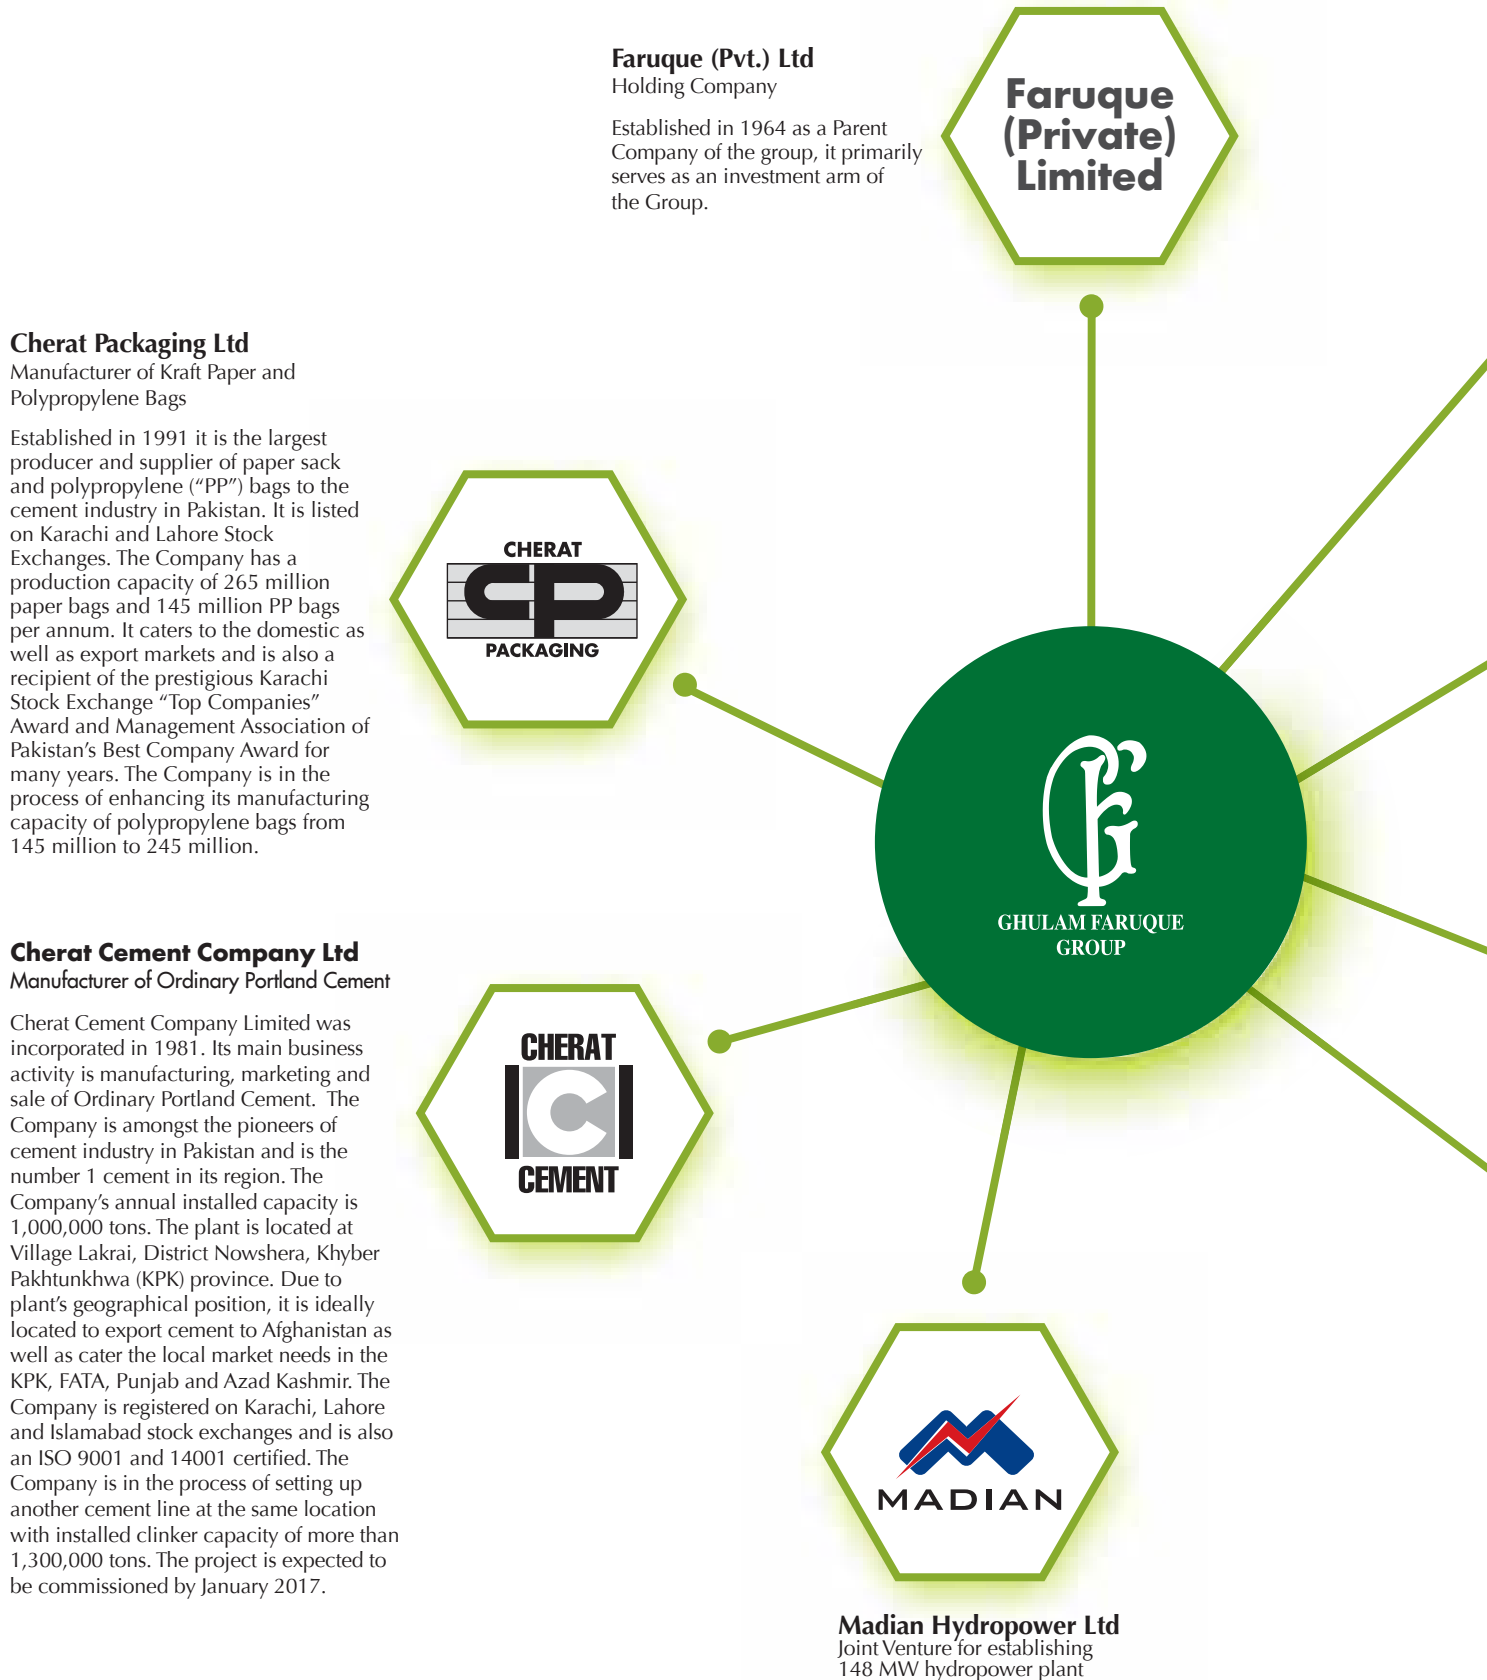 Faruque (Pvt.) Ltd
Holding Company
Established in 1964 as a Parent
Company of the group, it primarily
serves as an investment arm of
the Group.
Faruque
(Private)
Limited
Cherat Packaging Ltd
Manufacturer of Kraft Paper and
Polypropylene Bags
Established in 1991 it is the largest
producer and supplier of paper sack
and polypropylene (“PP”) bags to the
cement industry in Pakistan. It is listed
on Karachi and Lahore Stock
Exchanges. The Company has a
production capacity of 265 million
paper bags and 145 million PP bags
per annum. It caters to the domestic as
well as export markets and is also a
recipient of the prestigious Karachi
Stock Exchange “Top Companies”
Award and Management Association of
Pakistan’s Best Company Award for
many years. The Company is in the
process of enhancing its manufacturing
capacity of polypropylene bags from
145 million to 245 million.
CHERAT
CP
PACKAGING
GHULAM FARUQUE
GROUP
Cherat Cement Company Ltd
Manufacturer of Ordinary Portland Cement
Cherat Cement Company Limited was
incorporated in 1981. Its main business
activity is manufacturing, marketing and
sale of Ordinary Portland Cement.  The
Company is amongst the pioneers of
cement industry in Pakistan and is the
number 1 cement in its region. The
Company’s annual installed capacity is
1,000,000 tons. The plant is located at
Village Lakrai, District Nowshera, Khyber
Pakhtunkhwa (KPK) province. Due to
plant’s geographical position, it is ideally
located to export cement to Afghanistan as
well as cater the local market needs in the
KPK, FATA, Punjab and Azad Kashmir. The
Company is registered on Karachi, Lahore
and Islamabad stock exchanges and is also
an ISO 9001 and 14001 certified. The
Company is in the process of setting up
another cement line at the same location
with installed clinker capacity of more than
1,300,000 tons. The project is expected to
be commissioned by January 2017.
CHERAT
C
CEMENT
MADIAN
Madian Hydropower Ltd
Joint Venture for establishing
148 MW hydropower plant